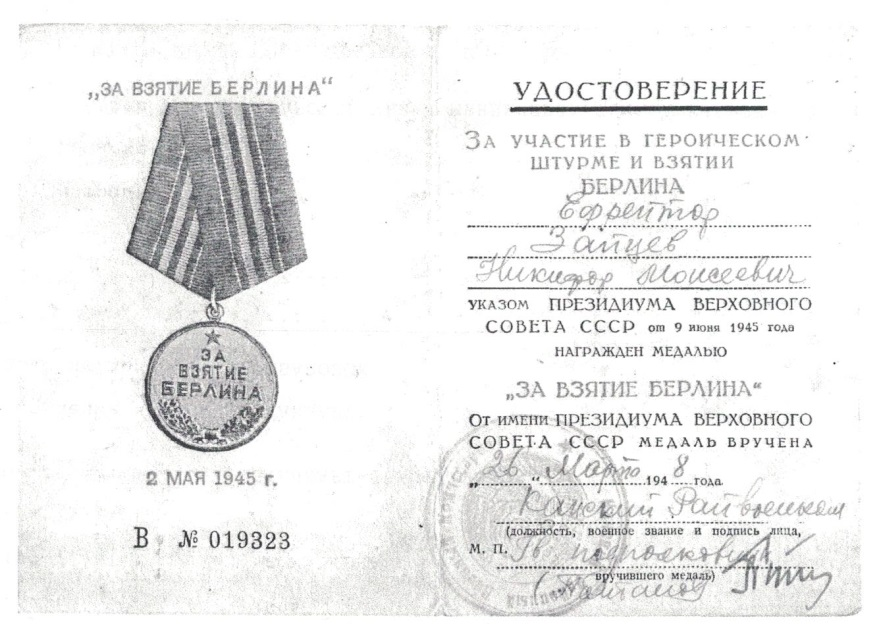 „ЗА ВЗЯТИЕ БЕРЛИНА“
ЗА
ВЗЯТИЕ
БЕРЛИНА
2 МАЯ 1945 г.
В № 019323
УДОСТОВЕРЕНИЕ
ЗА УЧАСТИЕ В ГЕРОИЧЕСКОМ
ШТУРМЕ И ВЗЯТИИ
БЕРЛИНА
Ефрейтор
Зайцев
Никифор Моисеевич
УКАЗОМ ПРЕЗИДИУМА ВЕРХОВНОГО
СОВЕТА СССР от 9 июня 1945 года
НАГРАЖДЕН МЕДАЛЬЮ
„ЗА ВЗЯТИЕ БЕРЛИНА“
От имени ПРЕЗИДИУМА ВЕРХОВНОГО
СОВЕТА СССР МЕДАЛЬ ВРУЧЕНА
„26“ Марта 1948 года
Канский Райвоенком
(должность, военное звание и подпись лица,
М. П. подполковник
вручившего медаль)